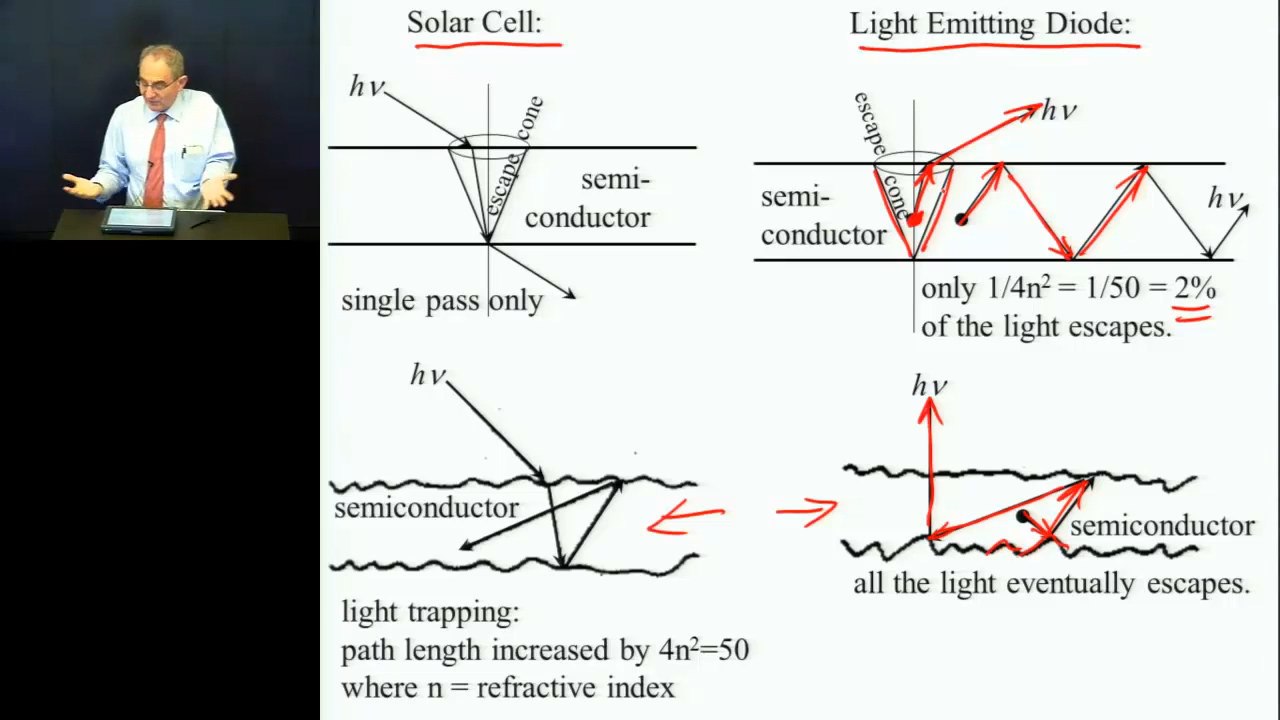 Solar Cell:
hν
escape cone
semi-
conductor
single pass only
Light Emitting Diode:
escape
cone
hν
semi-
conductor
hν
only 1/4n² = 1/50 = 2%
of the light escapes.
hν
semiconductor
light trapping:
path length increased by 4n²=50
where n = refractive index
hν
semiconductor
all the light eventually escapes.